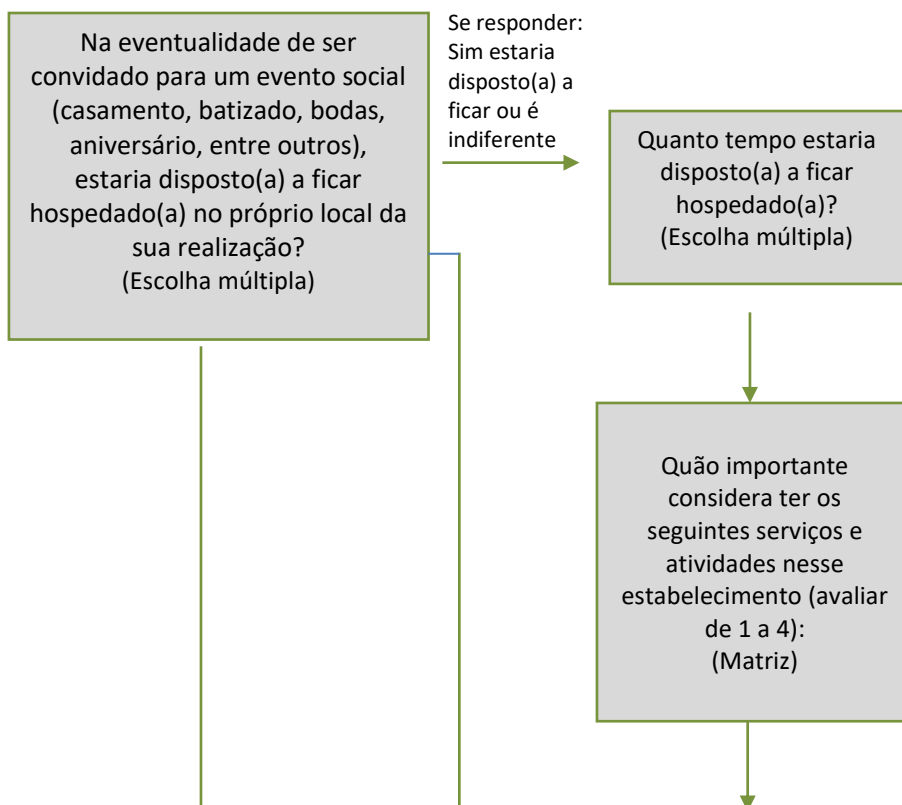 Na eventualidade de ser
convidado para um evento social
(casamento, batizado, bodas,
aniversário, entre outros),
estaria disposto(a) a ficar
hospedado(a) no próprio local da
sua realização?
(Escolha múltipla)
Se responder:
Sim estaria
disposto(a) a
ficar ou é
indiferente
Quanto tempo estaria
disposto(a) a ficar
hospedado(a)?
(Escolha múltipla)
Quão importante
considera ter os
seguintes serviços e
atividades nesse
estabelecimento (avaliar
de 1 a 4):
(Matriz)